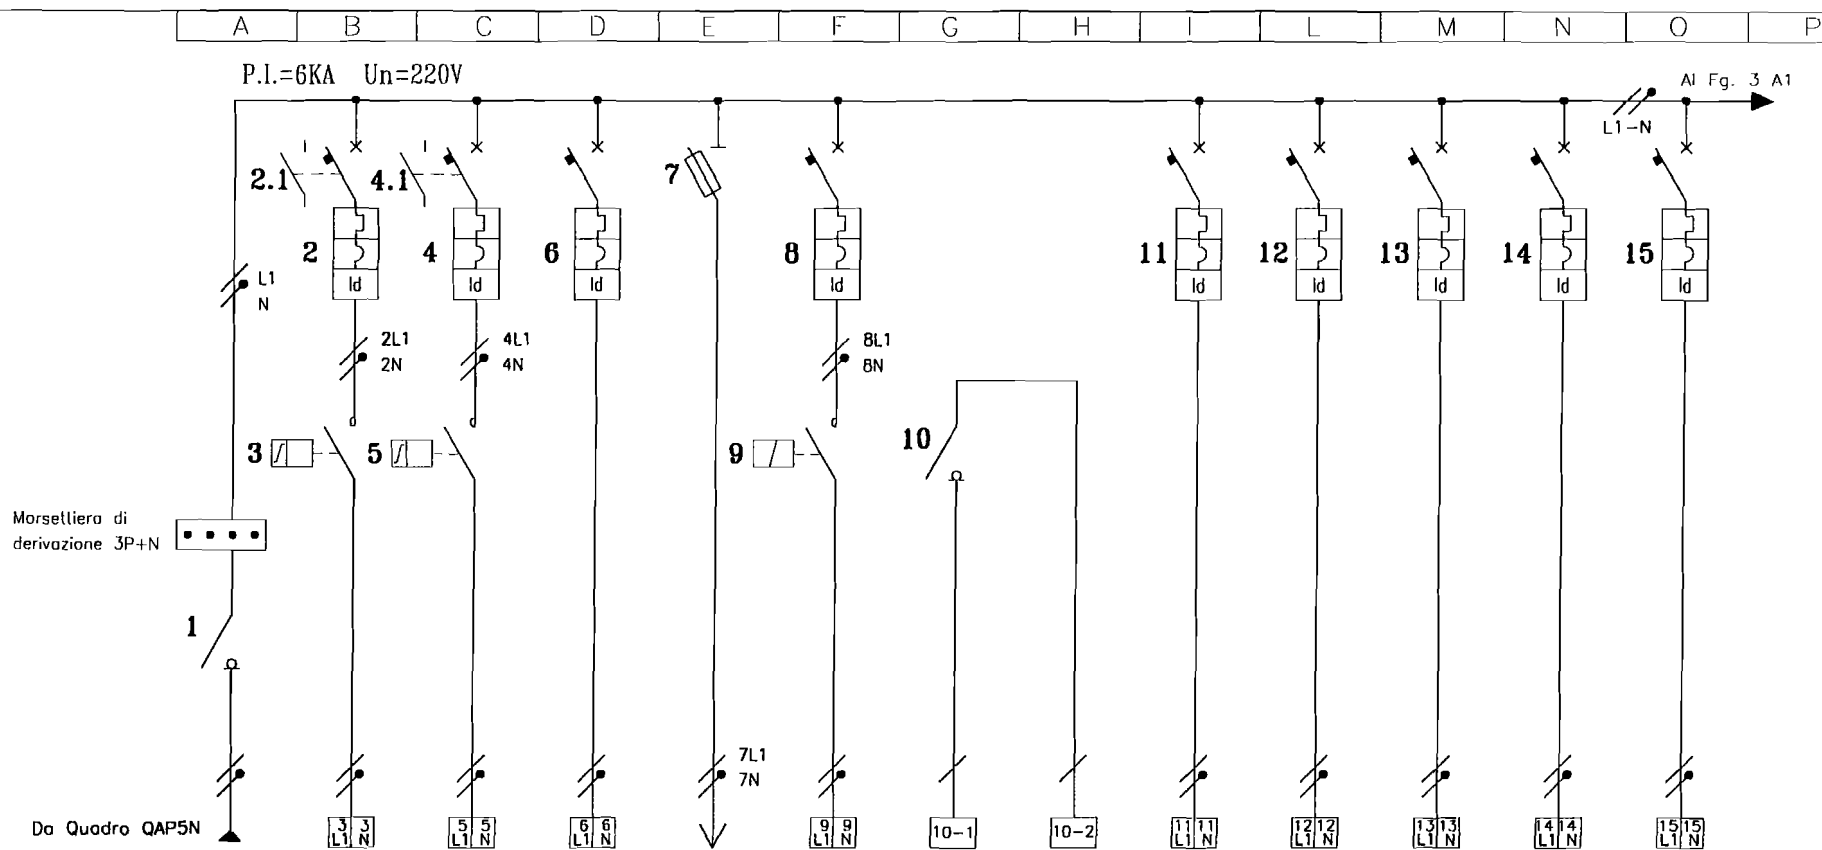 A B C D E F G H I L M N O P
P.I.=6KA Un=220V
Al Fg. 3 A1
L1-N
2.1 4.1 7
2 4 6 8 11 12 13 14 15
Id Id Id Id Id Id Id Id Id
L1
N
2L1
2N
4L1
4N
8L1
8N
3 5 9 10
Morsettiera di
derivazione 3P+N
1
7L1
7N
Da Quadro QAP5N
3 3 5 5 6 6 9 9 10-1 10-2 11 11 12 12 13 13 14 14 15 15
L1 N L1 N L1 N L1 N L1 N L1 N L1 N L1 N L1 N